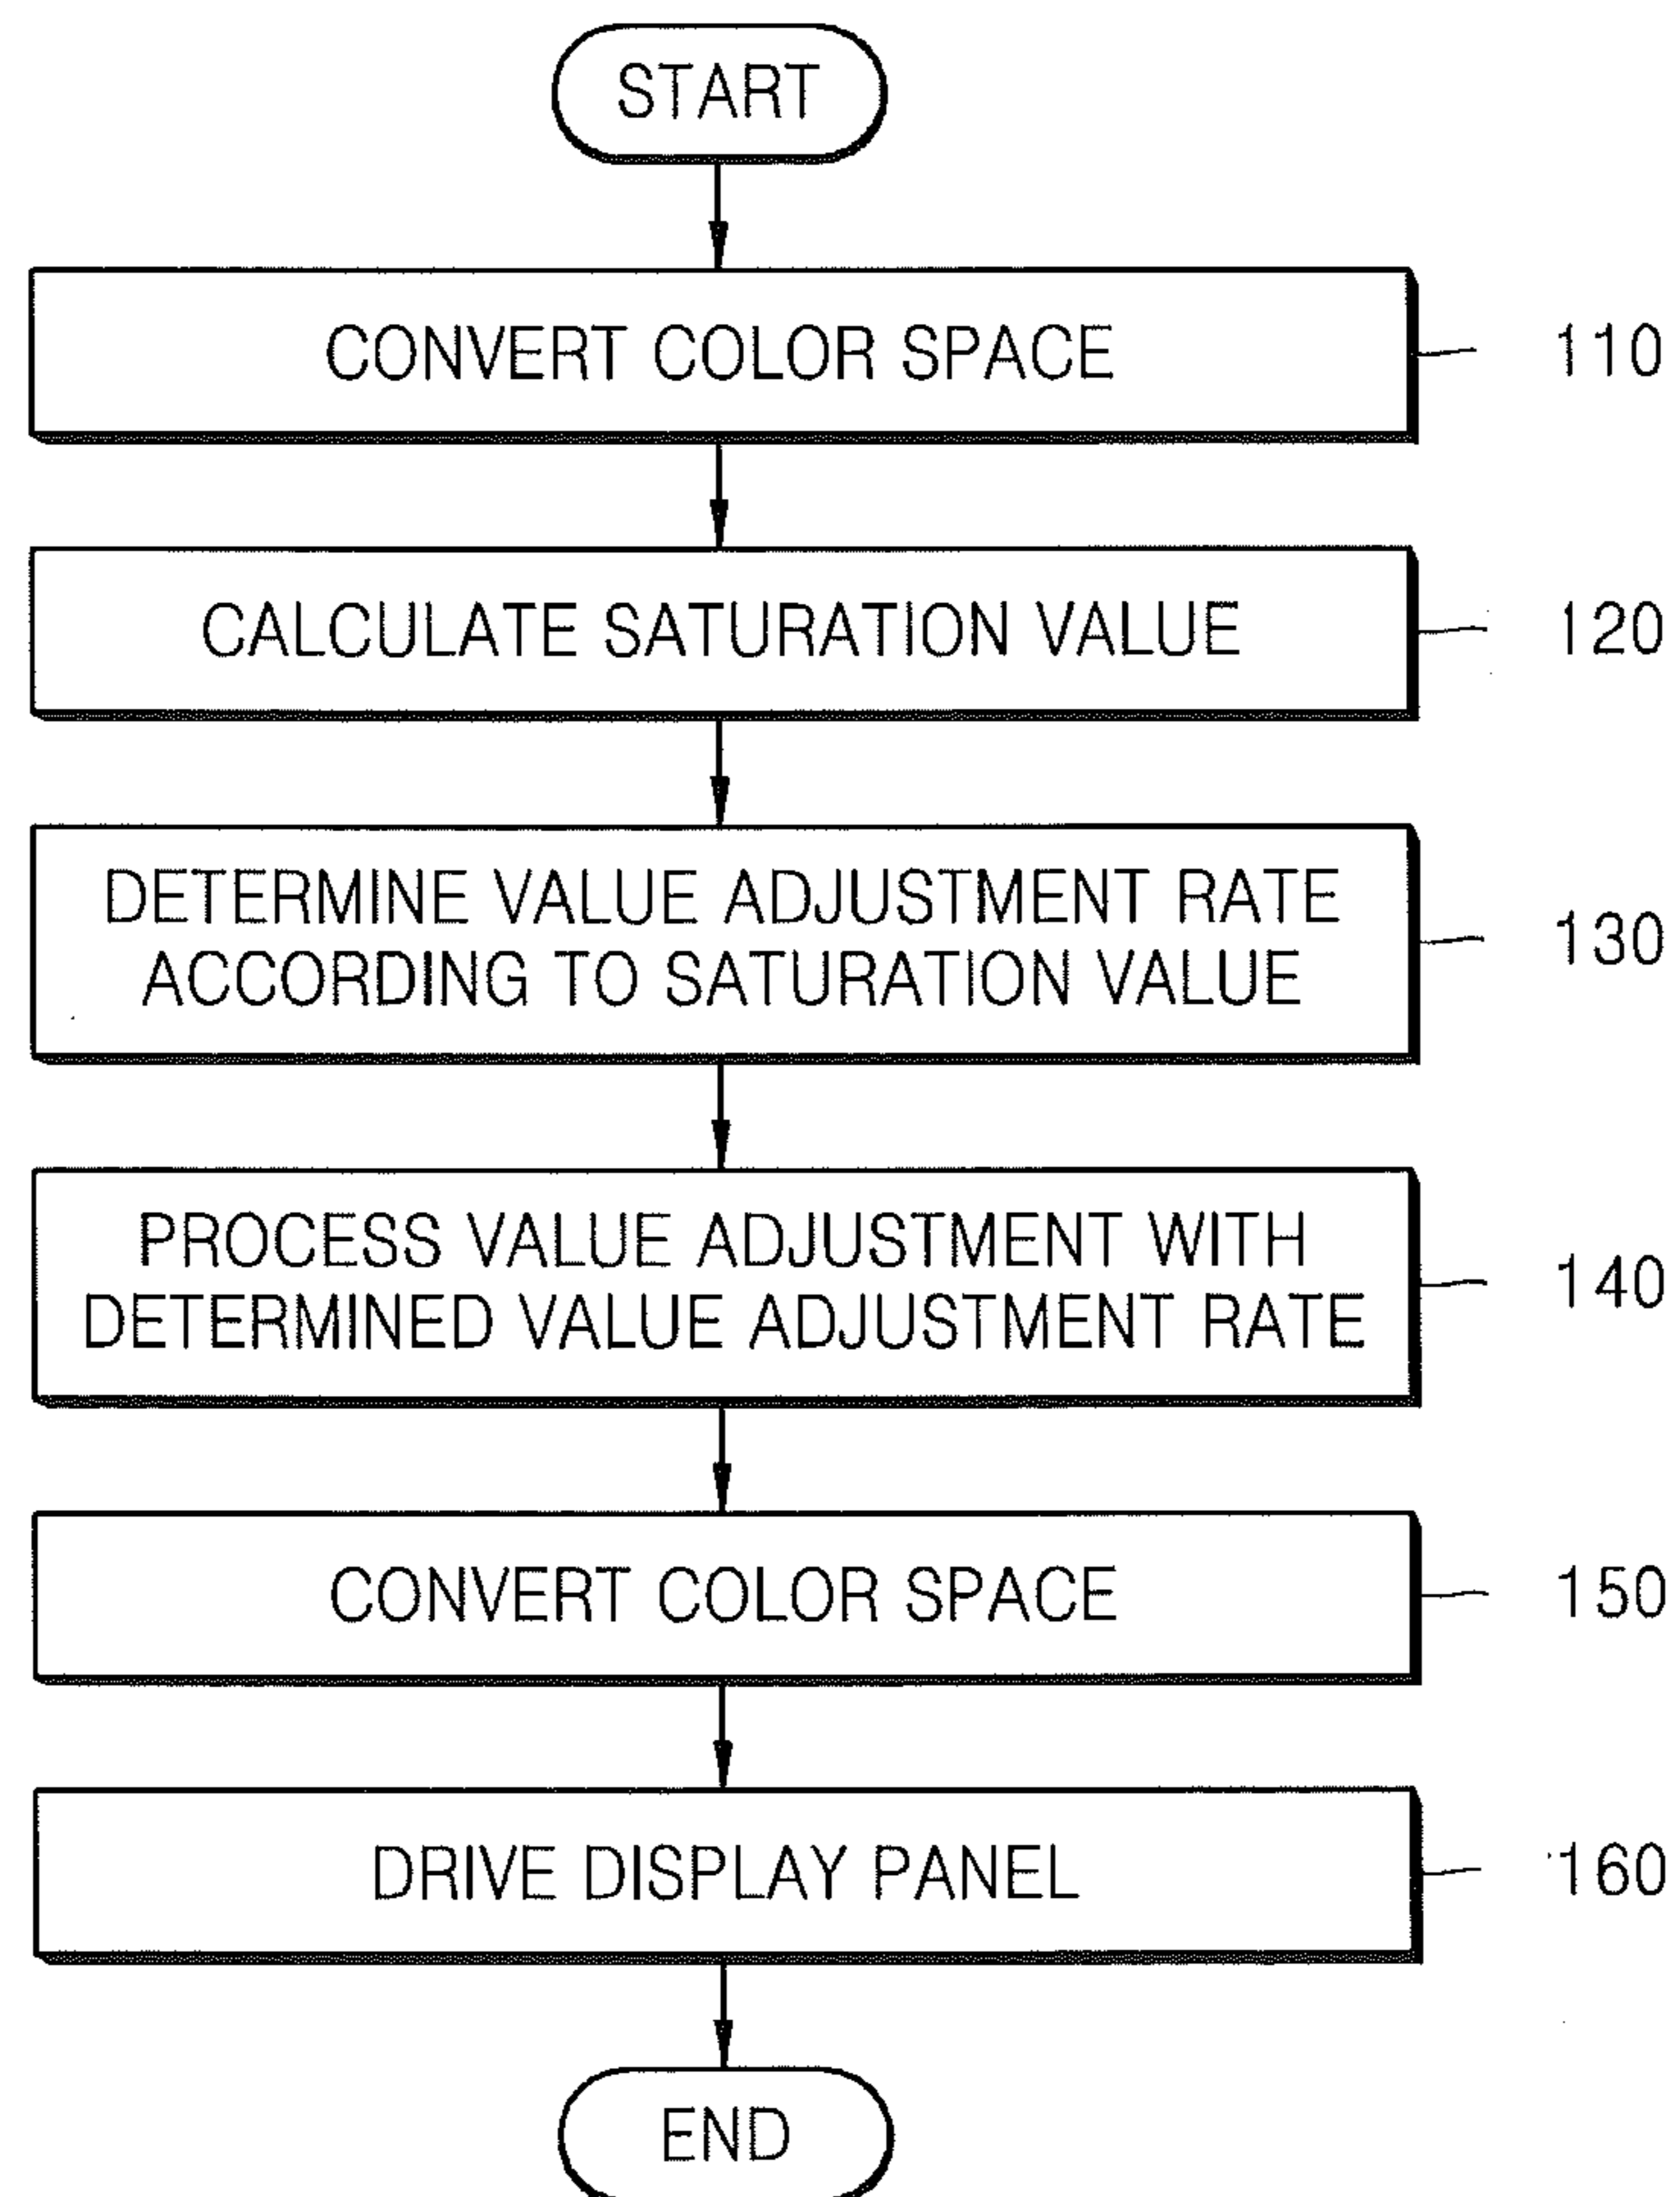 START
CONVERT COLOR SPACE
110
CALCULATE SATURATION VALUE
120
DETERMINE VALUE ADJUSTMENT RATE
ACCORDING TO SATURATION VALUE
130
PROCESS VALUE ADJUSTMENT WITH
DETERMINED VALUE ADJUSTMENT RATE
140
CONVERT COLOR SPACE
150
DRIVE DISPLAY PANEL
160
END